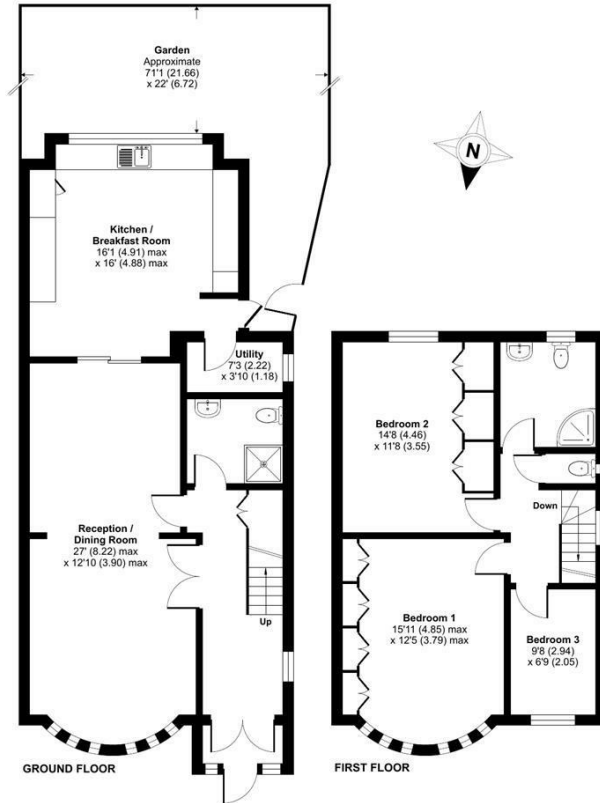 Garden
Approximate
71'1 (21.66)
x 22' (6.72)
N
Kitchen /
Breakfast Room
16'1 (4.91) max
x 16' (4.88) max
Utility
7'3 (2.22)
x 3'10 (1.18)
Reception /
Dining Room
27' (8.22) max
x 12'10 (3.90) max
Up
GROUND FLOOR
Bedroom 2
14'8 (4.46)
x 11'8 (3.55)
Down
Bedroom 1
15'11 (4.85) max
x 12'5 (3.79) max
Bedroom 3
9'8 (2.94)
x 6'9 (2.05)
FIRST FLOOR